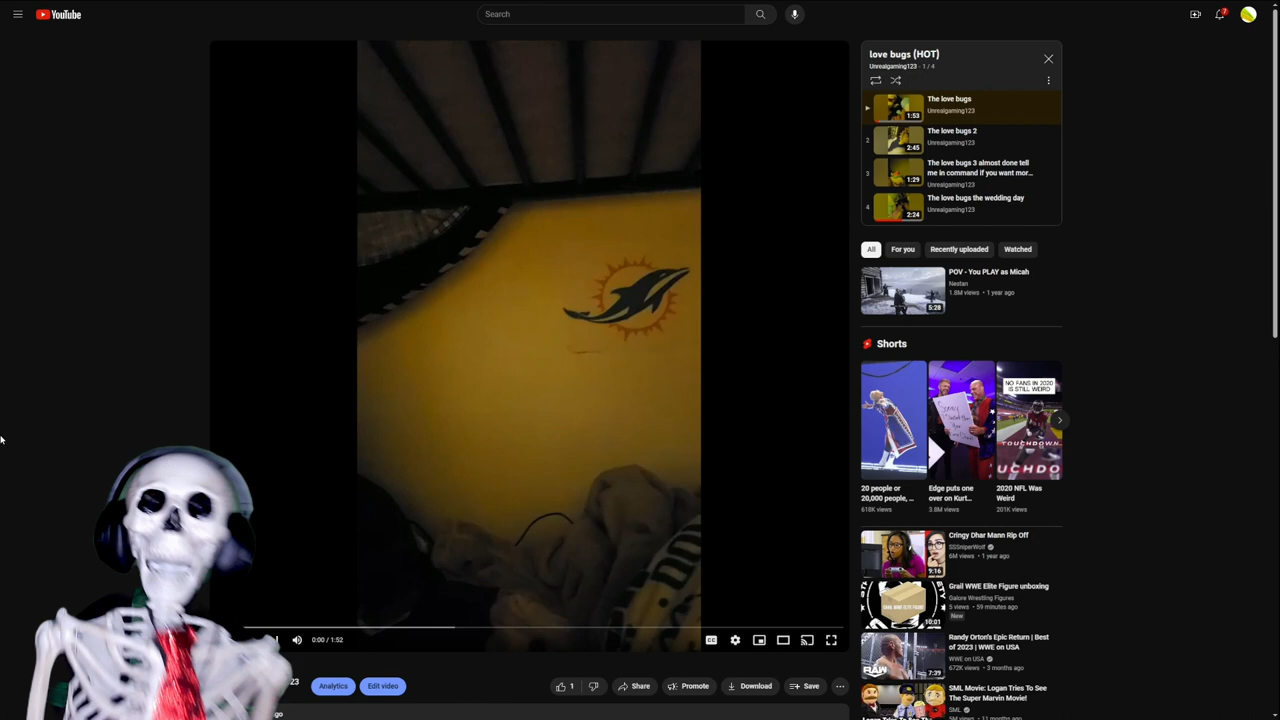 YouTube
Search
7
love bugs (HOT)
Unrealgaming123 · 1 / 4
The love bugs
Unrealgaming123
1:53
2
The love bugs 2
Unrealgaming123
2:45
3
The love bugs 3 almost done tell
me in command if you want mor...
Unrealgaming123
1:29
4
The love bugs the wedding day
Unrealgaming123
2:24
All
For you
Recently uploaded
Watched
POV - You PLAY as Micah
Nestan
1.8M views • 1 year ago
5:28
Shorts
NO FANS IN 2020
IS STILL WEIRD
TOUCHDOWN
UCHDO
20 people or
20,000 people, ...
618K views
Edge puts one
over on Kurt...
3.8M views
2020 NFL Was
Weird
201K views
Cringy Dhar Mann Rip Off
SSSniperWolf
6M views • 1 year ago
9:16
Grail WWE Elite Figure unboxing
Galore Wrestling Figures
5 views • 59 minutes ago
New
10:01
Randy Orton's Epic Return | Best
of 2023 | WWE on USA
WWE on USA
672K views • 3 months ago
RAW
7:39
SML Movie: Logan Tries To See
The Super Marvin Movie!
SML
0:00 / 1:52
23
Analytics
Edit video
1
Share
Promote
Download
Save
go